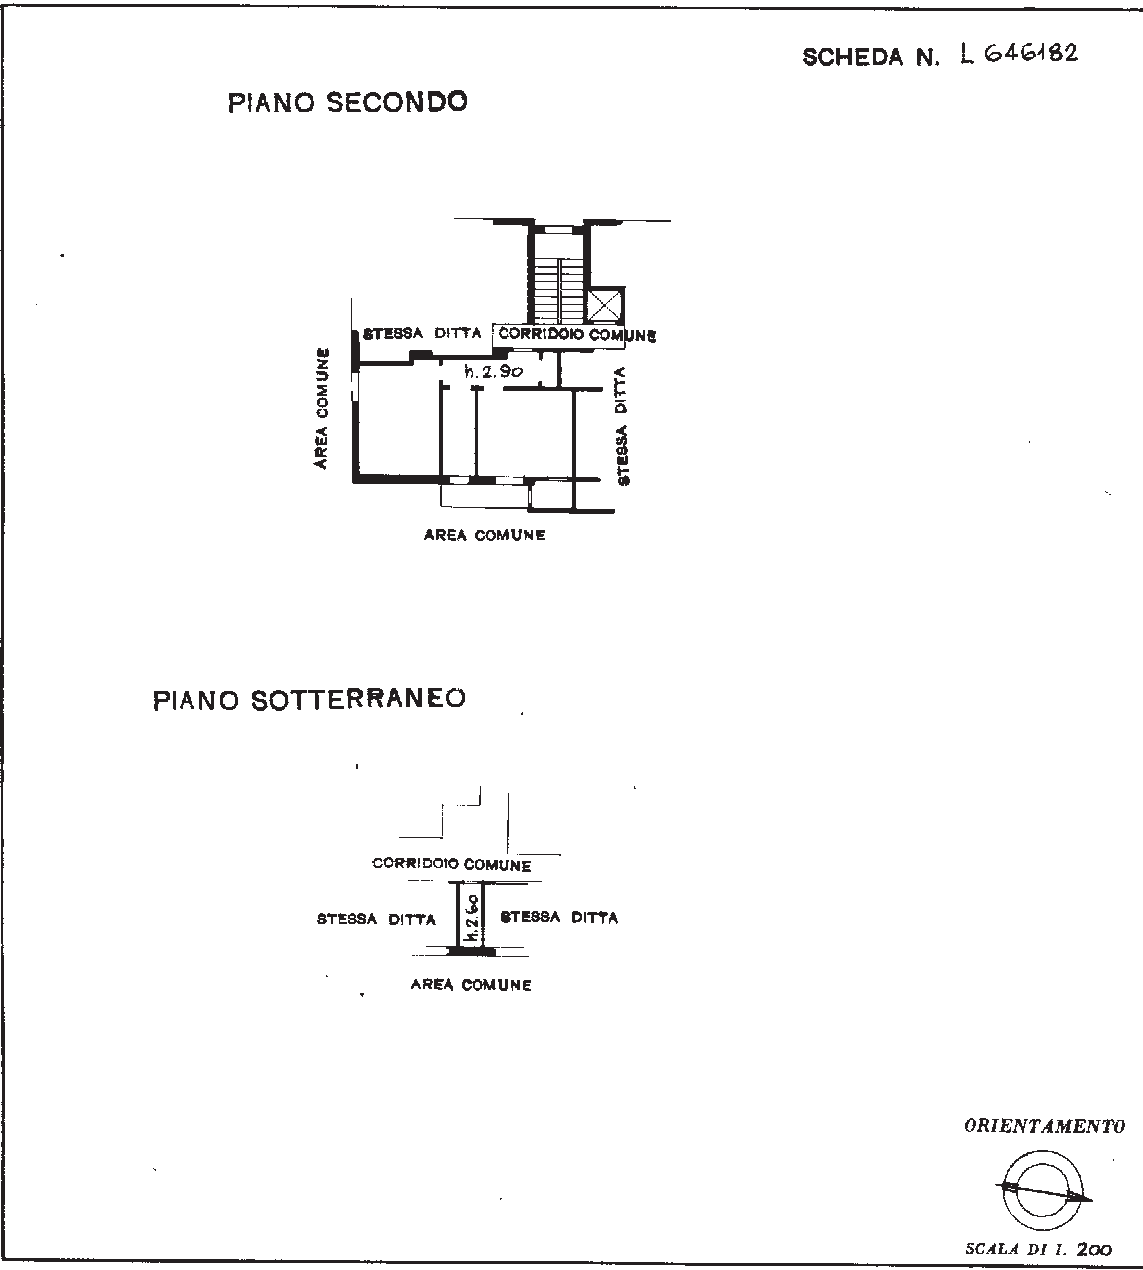 SCHEDA N. L 646182
PIANO SECONDO
STESSA DITTA
CORRIDOIO COMUNE
h. 2.90
AREA COMUNE
STESSA DITTA
AREA COMUNE
PIANO SOTTERRANEO
CORRIDOIO COMUNE
STESSA DITTA
h. 2.60
STESSA DITTA
AREA COMUNE
ORIENTAMENTO
SCALA DI 1. 200